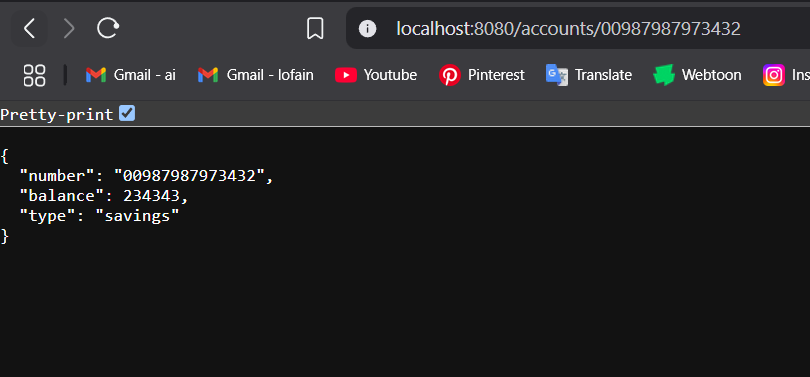 localhost:8080/accounts/00987987973432
Gmail - ai Gmail - lofain Youtube Pinterest Translate Webtoon Ins
Pretty-print
{
"number": "00987987973432",
"balance": 234343,
"type": "savings"
}